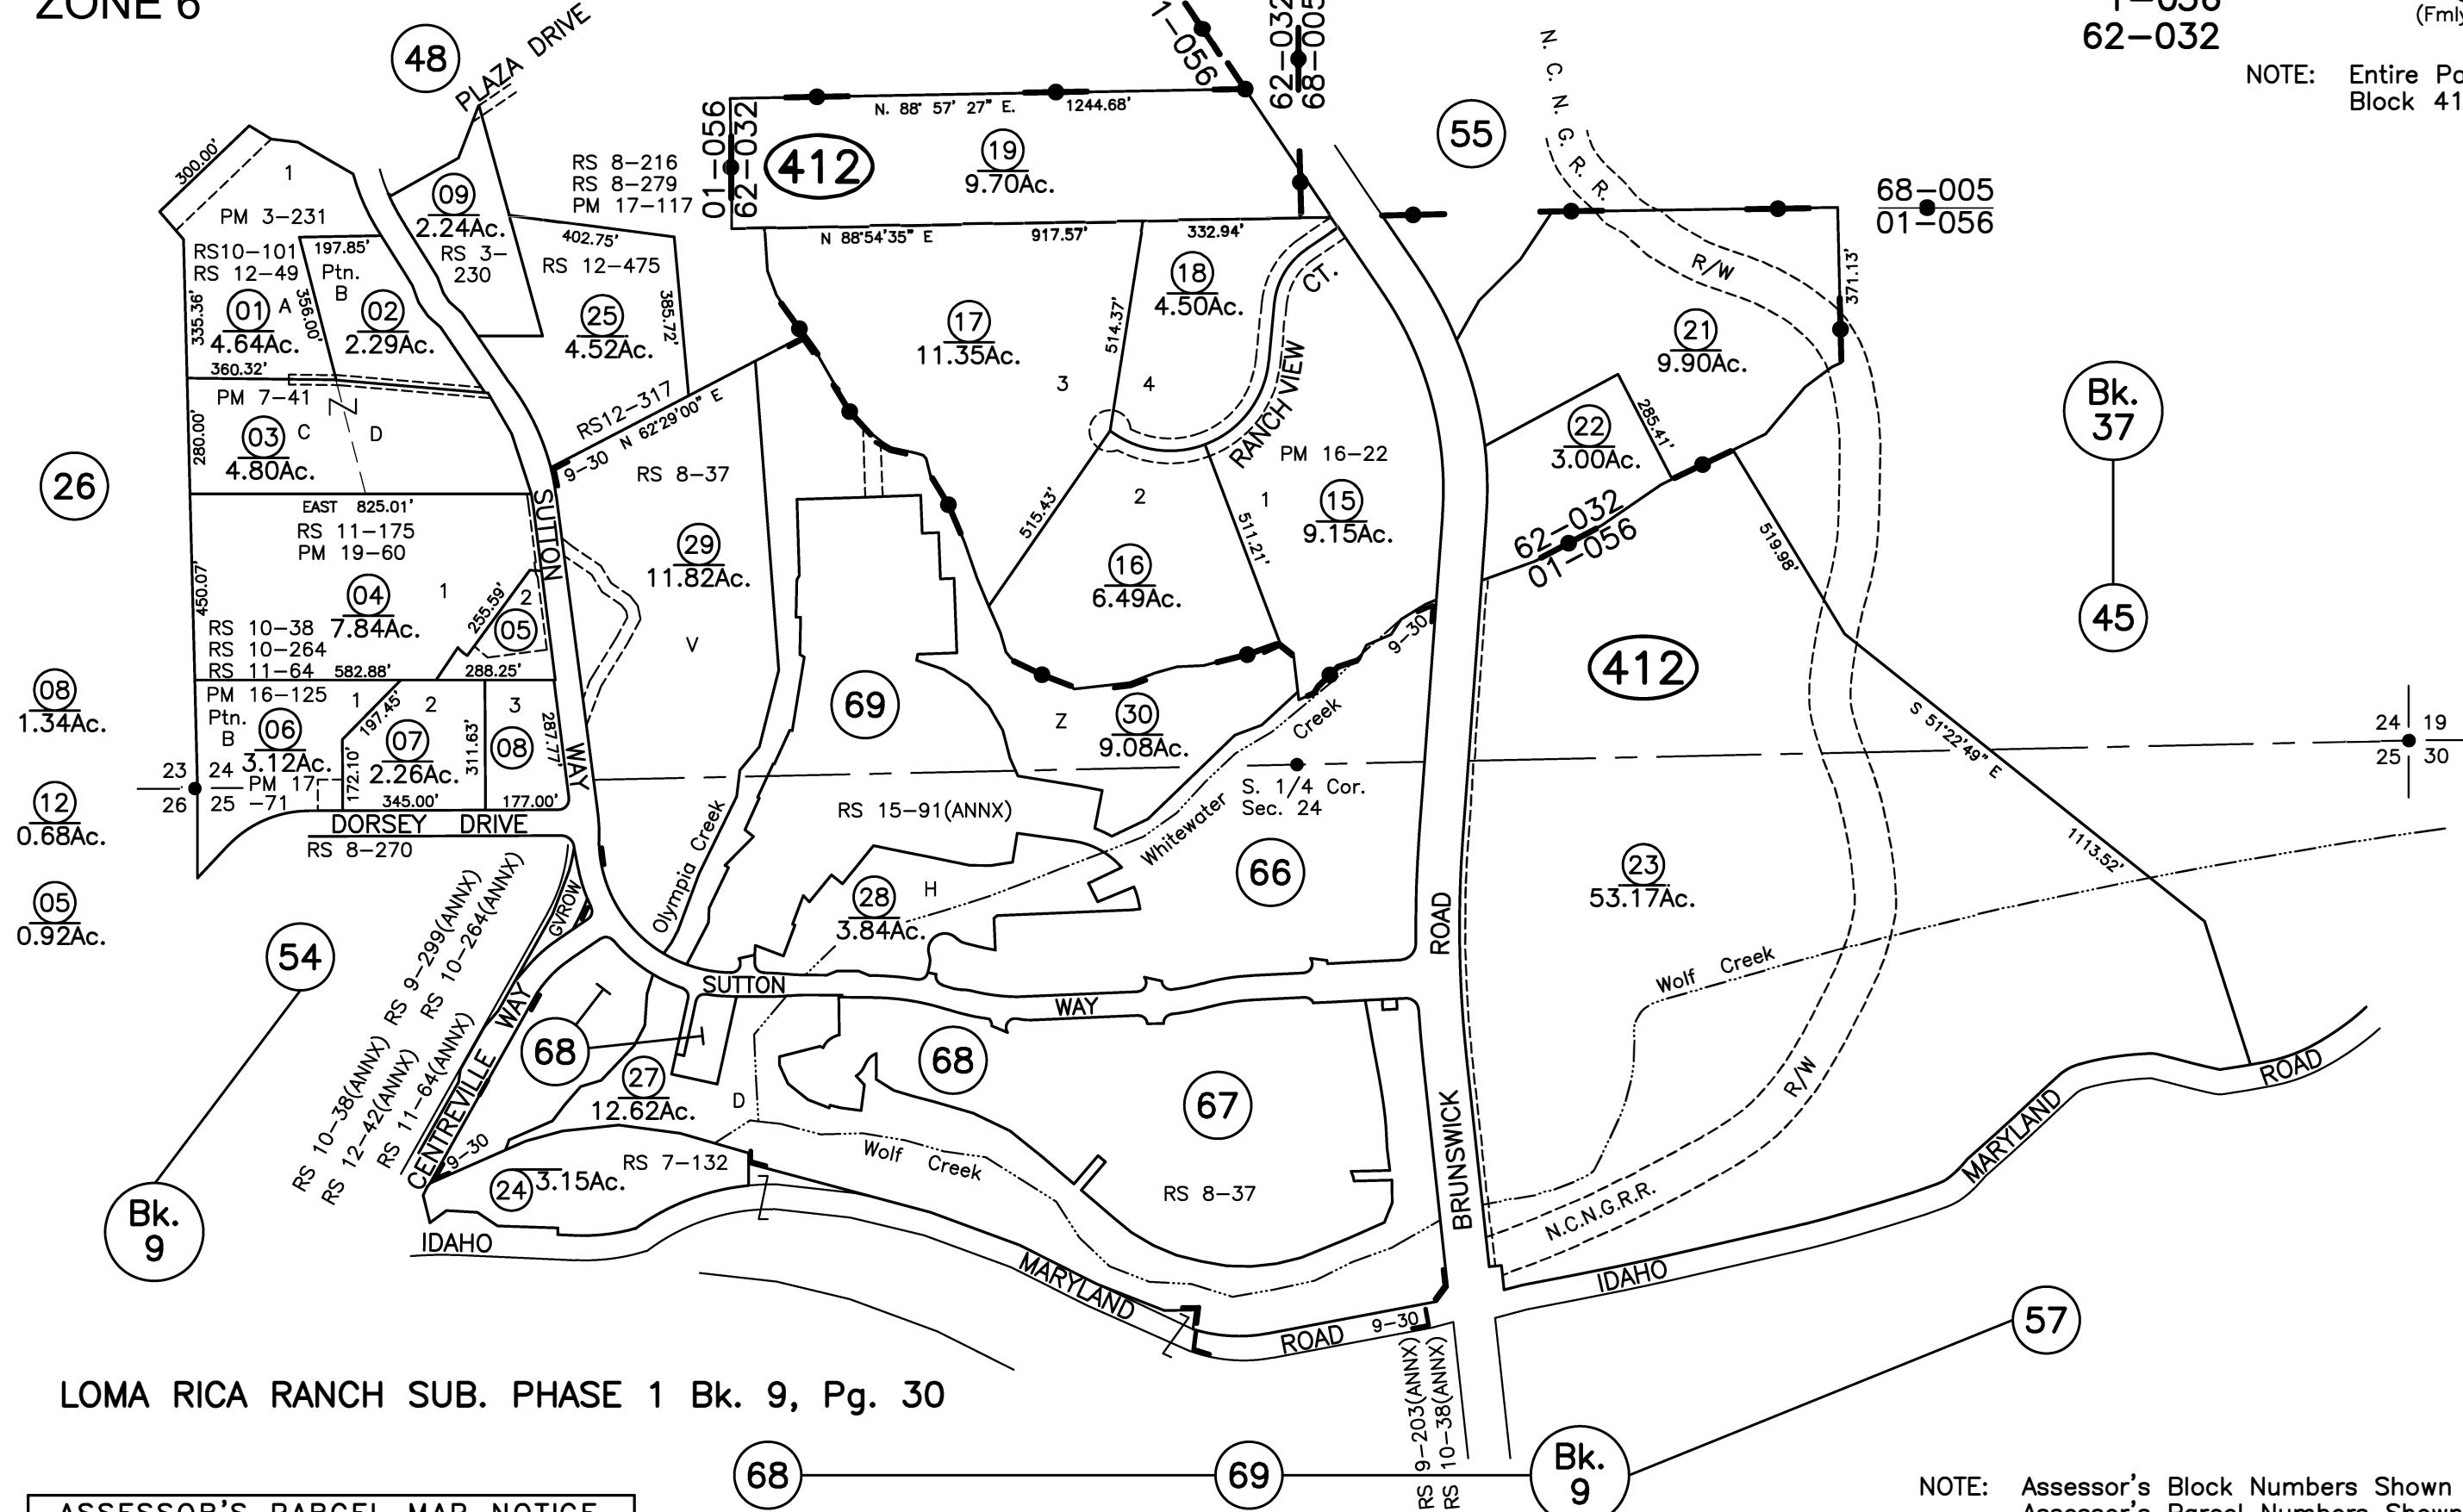 ZONE 6
48
PLAZA DRIVE
1-056
62-032
68-005
N. C. N. G. R. R.
62-032
(Fmly
NOTE: Entire
Block 41
300.00'
1
PM 3-231
RS10-101
RS 12-49
197.85'
Ptn.
B
335.36'
01
4.64Ac.
A
356.00'
02
2.29Ac.
360.32'
09
2.24Ac.
RS 3-
230
RS 8-216
RS 8-279
PM 17-117
402.75'
RS 12-475
25
4.52Ac.
385.72'
01-056
62-032
412
N. 88° 57' 27" E. 1244.68'
19
9.70Ac.
N 88°54'35" E 917.57' 332.94'
55
68-005
01-056
17
11.35Ac.
514.37'
3
4
18
4.50Ac.
RANCH VIEW CT.
R/W
371.13'
21
9.90Ac.
22
3.00Ac.
285.41'
Bk.
37
45
PM 7-41
280.00'
03
4.80Ac.
C
D
RS12-317
N 62°29'00" E
9-30
26
EAST 825.01'
RS 11-175
PM 19-60
SUTTON
RS 8-37
29
11.82Ac.
V
450.07'
04
7.84Ac.
1
255.59'
2
05
RS 10-38
RS 10-264
RS 11-64
582.88'
288.25'
PM 16-22
1
15
9.15Ac.
2
515.43'
511.21'
16
6.49Ac.
62-032
01-056
519.98'
412
9-30
08
1.34Ac.
PM 16-125
Ptn.
B
1
06
3.12Ac.
197.45'
2
07
2.26Ac.
172.10'
311.63'
3
08
287.77'
WAY
69
Z
30
9.08Ac.
Creek
S 51°22'49" E
24 19
25 30
23 24
26 25
PM 17
-71
345.00'
177.00'
12
0.68Ac.
DORSEY DRIVE
RS 8-270
Olympia Creek
RS 15-91(ANNX)
Whitewater
S. 1/4 Cor.
Sec. 24
66
23
53.17Ac.
1113.52'
05
0.92Ac.
GVROW
28
3.84Ac.
H
54
RS 10-38(ANNX) RS 9-299(ANNX)
RS 12-42(ANNX) RS 10-264(ANNX)
RS 11-64(ANNX)
CENTREVILLE WAY
9-30
SUTTON
WAY
ROAD
Wolf Creek
68
27
12.62Ac.
D
68
67
RS 8-37
BRUNSWICK
R/W
N.C.N.G.R.R.
ROAD
MARYLAND
IDAHO
RS 7-132
24
3.15Ac.
Wolf Creek
Bk.
9
IDAHO
MARYLAND
ROAD
9-30
RS 9-203(ANNX)
RS 10-38(ANNX)
57
LOMA RICA RANCH SUB. PHASE 1 Bk. 9, Pg. 30
68
69
Bk.
9
NOTE: Assessor's Block Numbers Shown
Assessor's Parcel Numbers Shown
ASSESSOR'S PARCEL MAP NOTICE